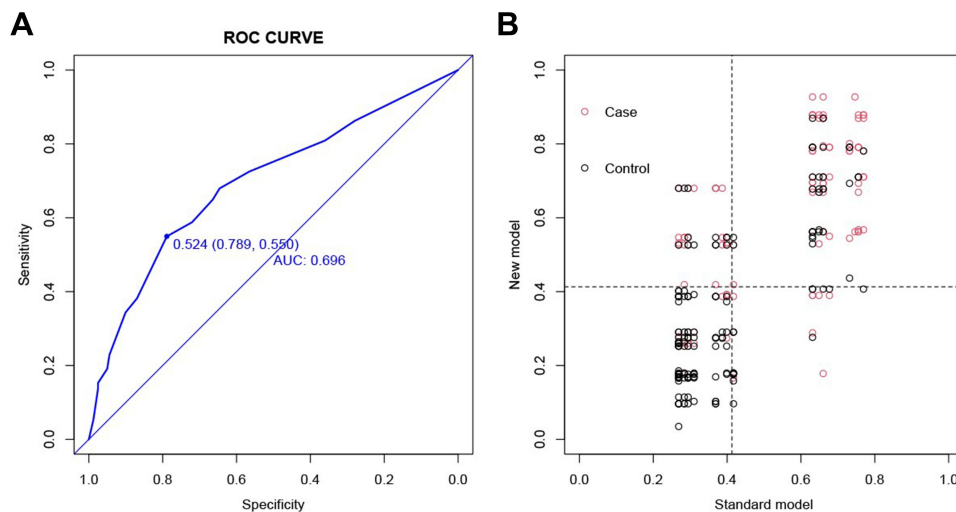 A
ROC CURVE
Sensitivity
1.0
0.8
0.6
0.4
0.2
0.0
0.524 (0.789, 0.550)
AUC: 0.696
1.0 0.8 0.6 0.4 0.2 0.0
Specificity
B
New model
1.0
0.8
0.6
0.4
0.2
0.0
Case
Control
0.0 0.2 0.4 0.6 0.8 1.0
Standard model